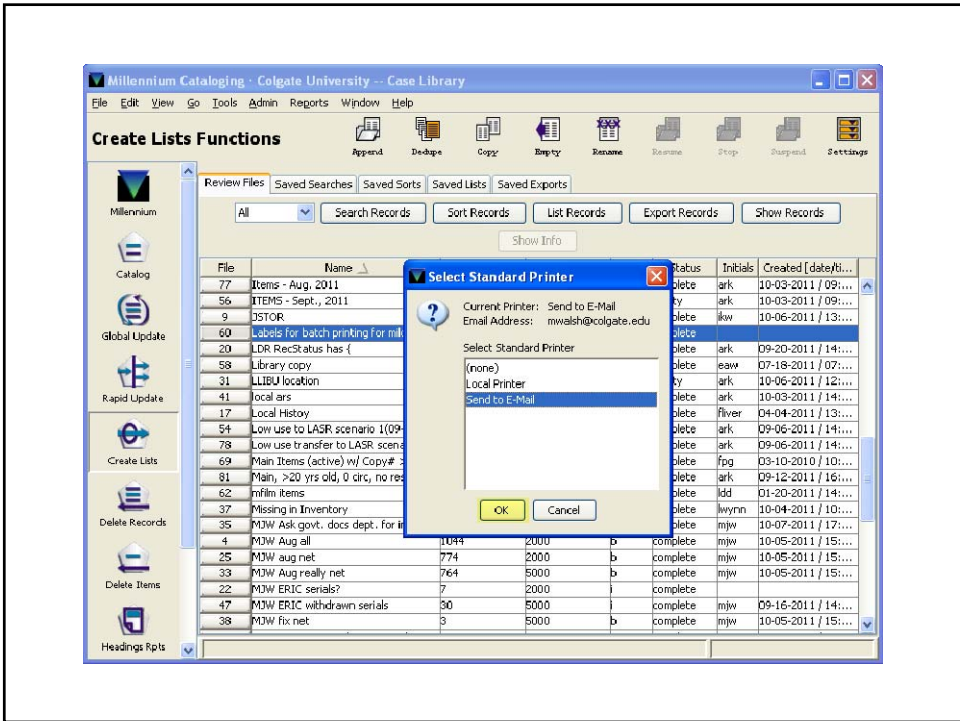 Millennium Cataloging · Colgate University -- Case Library
File Edit View Go Tools Admin Reports Window Help
Create Lists Functions
Append Dedupe Copy Empty Rename Resume Stop Suspend Settings
Millennium
Catalog
Global Update
Rapid Update
Create Lists
Delete Records
Delete Items
Headings Rpts
Review Files Saved Searches Saved Sorts Saved Lists Saved Exports
All Search Records Sort Records List Records Export Records Show Records
Show Info
File Name Status Initials Created [date/ti...
77 Items - Aug. 2011 plete ark 10-03-2011 / 09:...
56 ITEMS - Sept., 2011 ty ark 10-03-2011 / 09:...
9 JSTOR plete ikw 10-06-2011 / 13:...
60 Labels for batch printing for plete
20 LDR RecStatus has { plete ark 09-20-2011 / 14:...
58 Library copy plete eaw 07-18-2011 / 07:...
31 LLIBU location ty ark 10-06-2011 / 12:...
41 local ars plete ark 10-03-2011 / 14:...
17 Local Histoy plete fliver 04-04-2011 / 13:...
54 Low use to LASR scenario 1(09- plete ark 09-06-2011 / 14:...
78 Low use transfer to LASR scena plete ark 09-06-2011 / 14:...
69 Main Items (active) w/ Copy# > plete fpg 03-10-2010 / 10:...
81 Main, >20 yrs old, 0 circ, no res plete ark 09-12-2011 / 16:...
62 mfilm items plete ldd 01-20-2011 / 14:...
37 Missing in Inventory plete lwynn 10-04-2011 / 10:...
35 MJW Ask govt. docs dept. for plete mjw 10-07-2011 / 17:...
4 MJW Aug all 1044 2000 b complete mjw 10-05-2011 / 15:...
25 MJW aug net 774 2000 b complete mjw 10-05-2011 / 15:...
33 MJW Aug really net 764 5000 b complete mjw 10-05-2011 / 15:...
22 MJW ERIC serials? 7 2000 i complete
47 MJW ERIC withdrawn serials 30 5000 i complete mjw 09-16-2011 / 14:...
38 MJW fix net 3 5000 b complete mjw 10-05-2011 / 15:...
Select Standard Printer
Current Printer: Send to E-Mail
Email Address: mwalsh@colgate.edu
Select Standard Printer
(none)
Local Printer
Send to E-Mail
OK Cancel